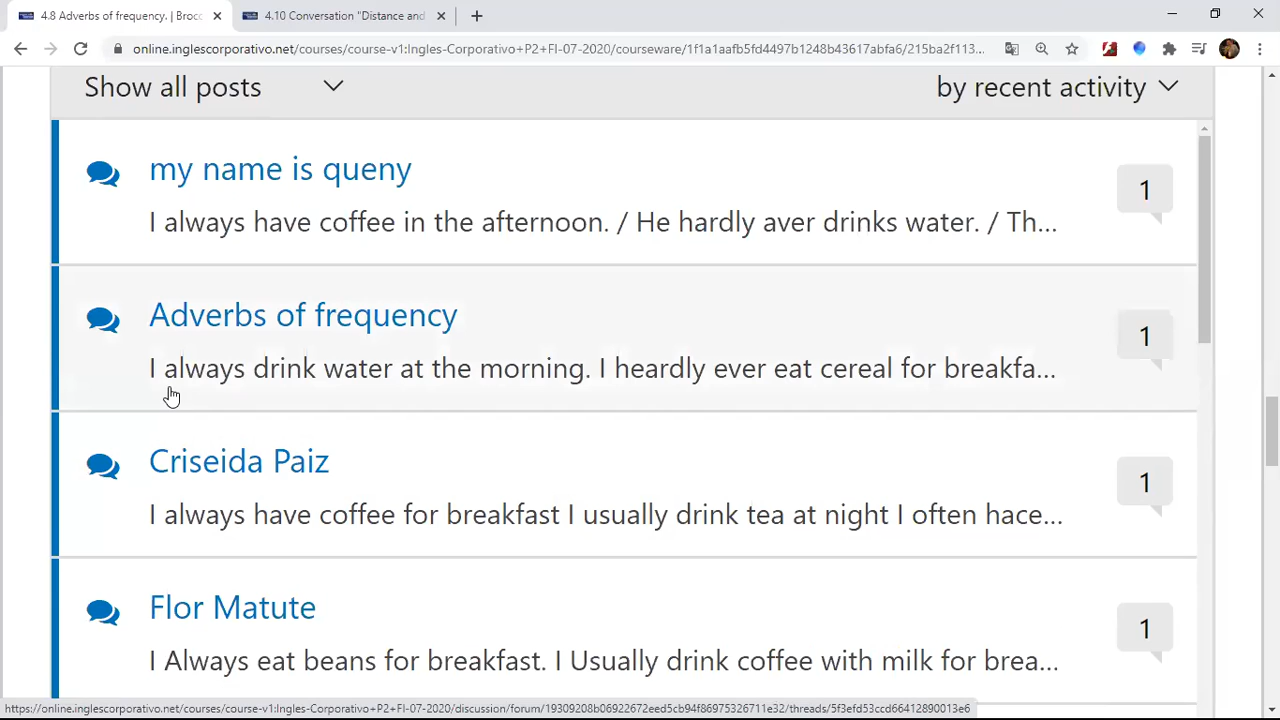 4.8 Adverbs of frequency. | Brocc
4.10 Conversation "Distance and
online.inglescorporativo.net/courses/course-v1:Ingles-Corporativo+P2+FI-07-2020/courseware/1f1a1aafb5fd4497b1248b43617abfa6/215ba2f113...
Show all posts
by recent activity
my name is queny
1
I always have coffee in the afternoon. / He hardly aver drinks water. / Th...
Adverbs of frequency
1
I always drink water at the morning. I heardly ever eat cereal for breakfa...
Criseida Paiz
1
I always have coffee for breakfast I usually drink tea at night I often hace...
Flor Matute
1
I Always eat beans for breakfast. I Usually drink coffee with milk for brea...
https://online.inglescorporativo.net/courses/course-v1:Ingles-Corporativo+P2+FI-07-2020/discussion/forum/19309208b06922672eed5cb94f86975326711e32/threads/5f3efd53ccd66412890013e6